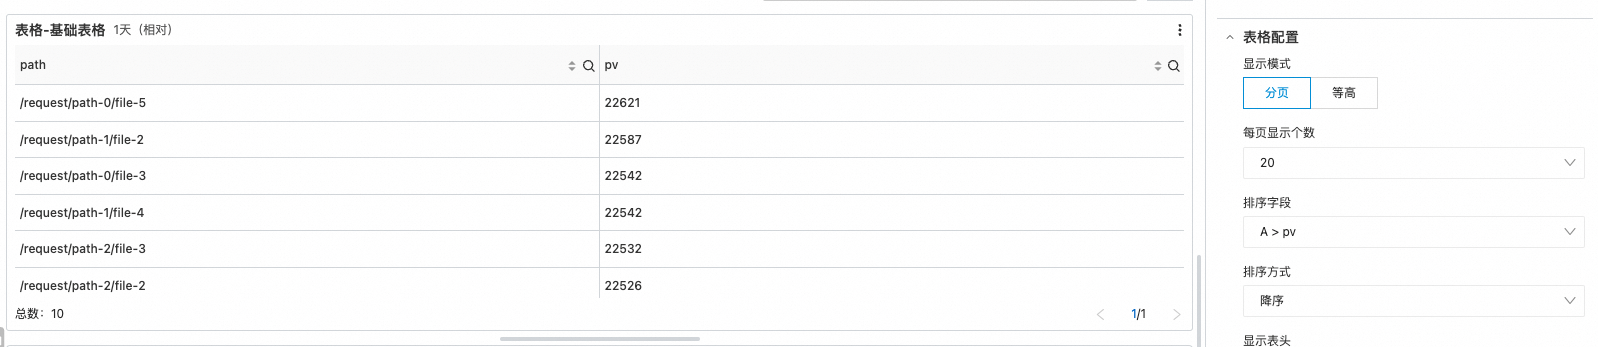 表格-基础表格 1天（相对）
path pv
/request/path-0/file-5 22621
/request/path-1/file-2 22587
/request/path-0/file-3 22542
/request/path-1/file-4 22542
/request/path-2/file-3 22532
/request/path-2/file-2 22526
总数：10 1/1
表格配置
显示模式
分页 等高
每页显示个数
20
排序字段
A > pv
排序方式
降序
显示表头